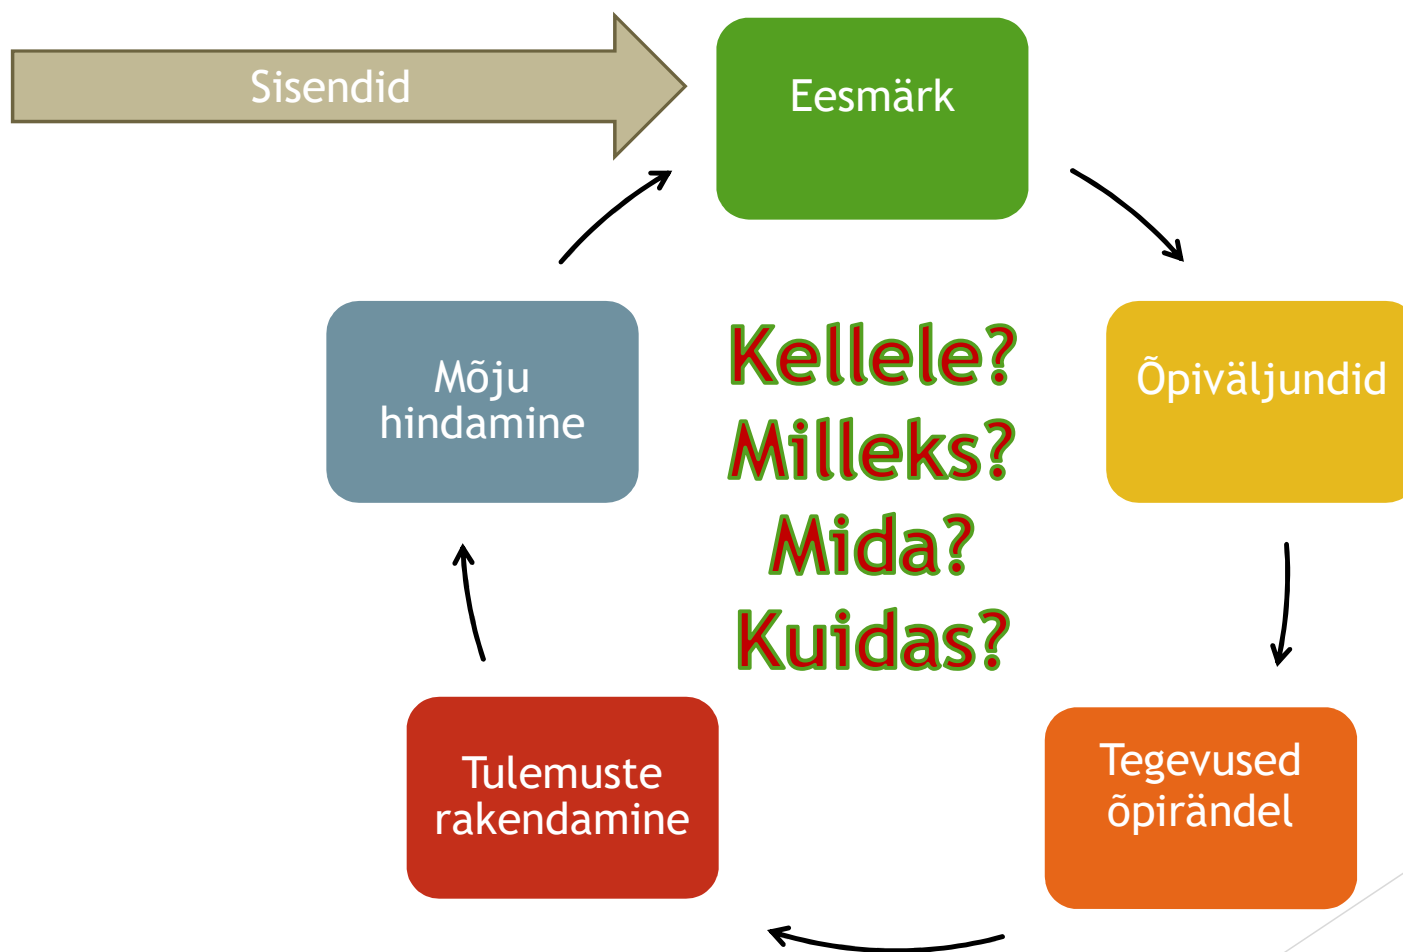 Sisendid
Eesmärk
Õpiväljundid
Tegevused
õpirändel
Tulemuste
rakendamine
Mõju
hindamine
Kellele?
Milleks?
Mida?
Kuidas?